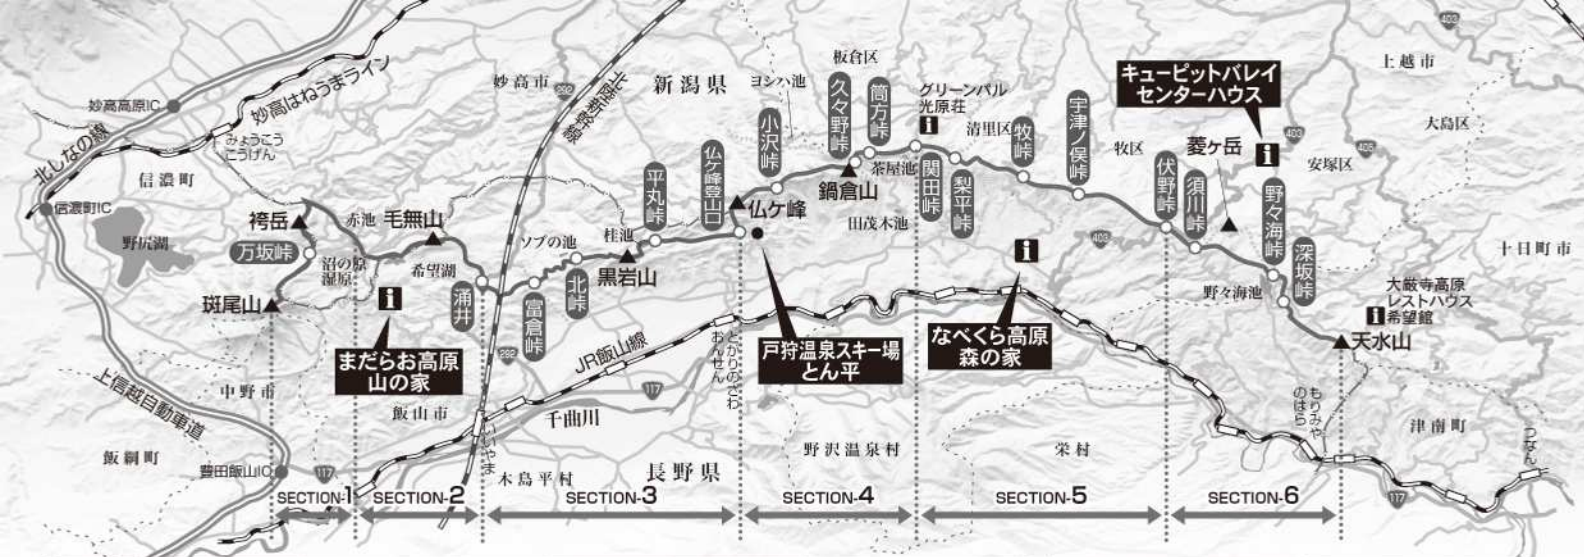 妙高高原IC
北しなの線
みょうこう
こうげん
妙高はねうまライン
信濃町
信濃町IC
野尻湖
袴岳
万坂峠
斑尾山
赤池
沼の原
湿原
毛無山
希望湖
涌井
まだらお高原
山の家
上信越自動車道
中野市
飯山市
飯綱町
豊田飯山IC
117
妙高市
292
北陸新幹線
新潟県
富倉峠
北峠
ソブの池
桂池
黒岩山
平丸峠
仏ケ峰登山口
仏ケ峰
292
JR飯山線
117
千曲川
いいやま
木島平村
長野県
とがりのざわ
おんせん
戸狩温泉スキー場
とん平
ヨシハ池
小沢峠
板倉区
久々野峠
筒方峠
鍋倉山
茶屋池
田茂木池
グリーンパル
光原荘
i
清里区
関田峠
梨平峠
牧峠
宇津ノ俣峠
牧区
403
i
なべくら高原
森の家
野沢温泉村
栄村
キューピットバレイ
センターハウス
i
菱ヶ岳
伏野峠
須川峠
野々海峠
深坂峠
野々海池
403
403
405
上越市
大島区
安塚区
十日町市
大厳寺高原
レストハウス
希望館
i
天水山
もりみや
のはら
津南町
つなん
117
SECTION-1
SECTION-2
SECTION-3
SECTION-4
SECTION-5
SECTION-6